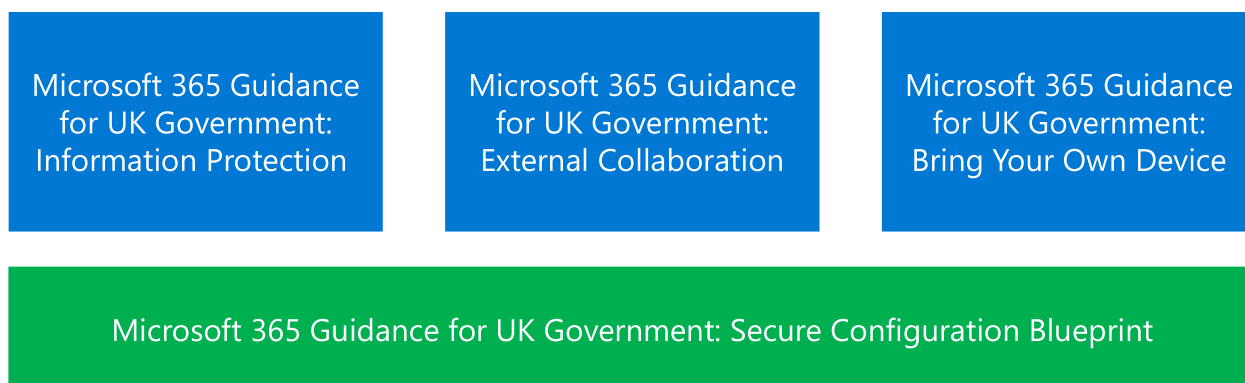 Microsoft 365 Guidance
for UK Government:
Information Protection
Microsoft 365 Guidance
for UK Government:
External Collaboration
Microsoft 365 Guidance
for UK Government:
Bring Your Own Device
Microsoft 365 Guidance for UK Government: Secure Configuration Blueprint